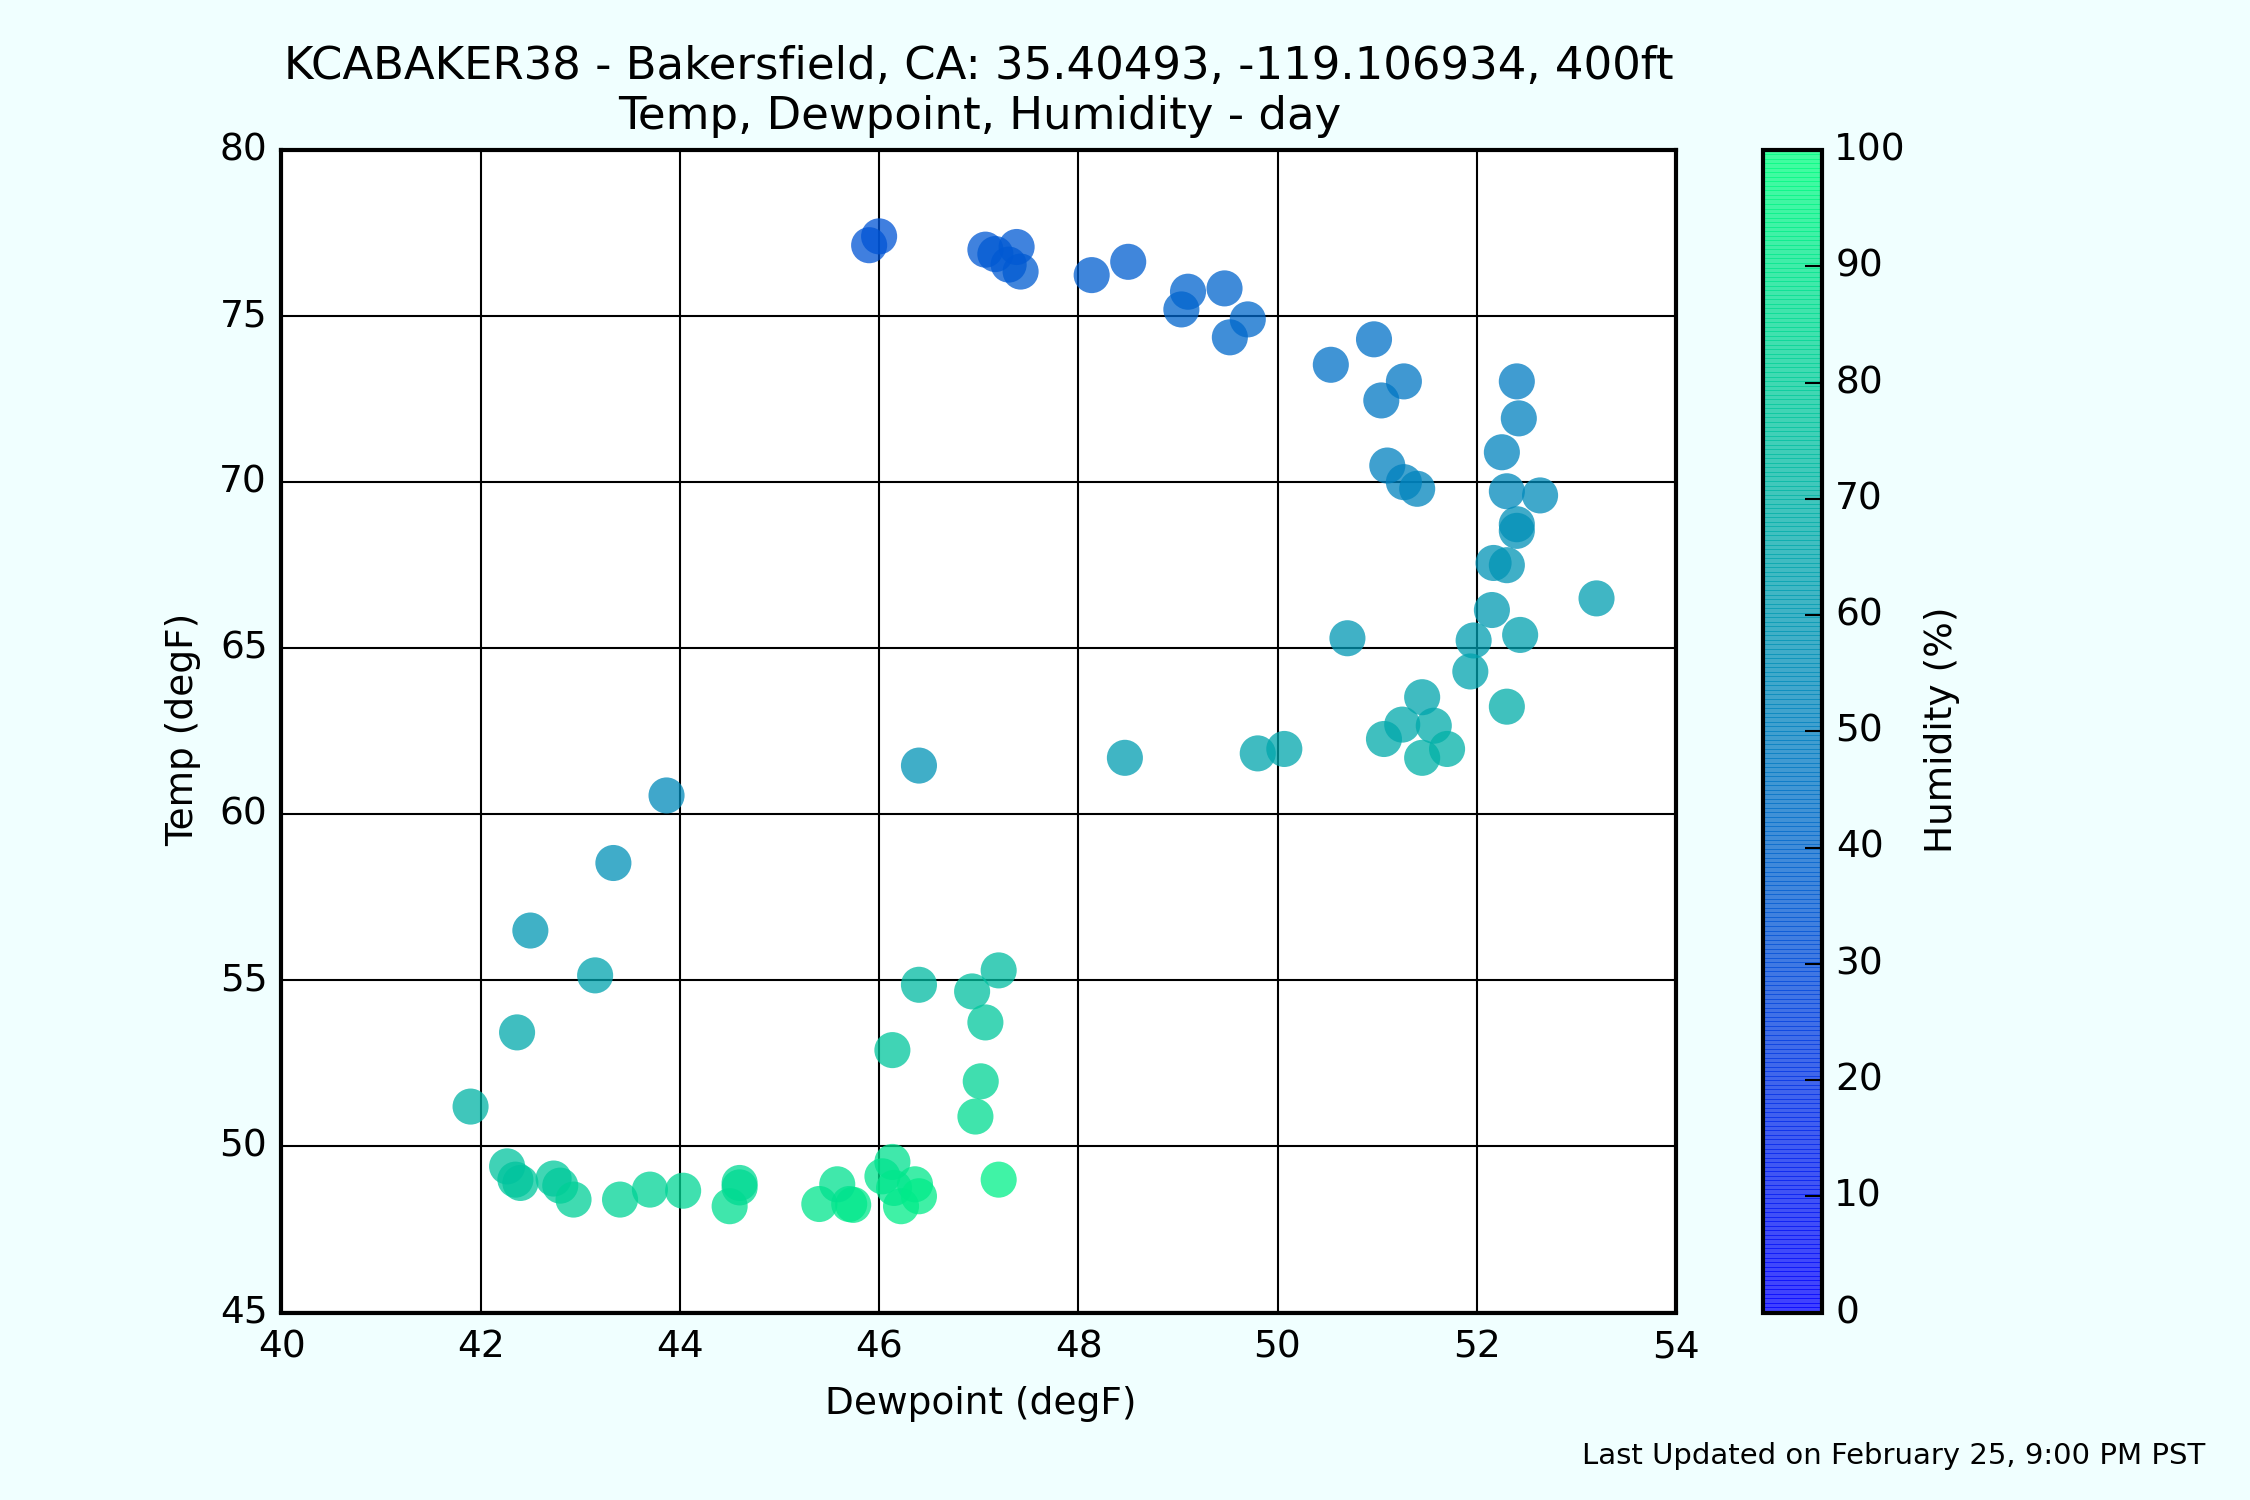 KCABAKER38 - Bakersfield, CA: 35.40493, -119.106934, 400ft
Temp, Dewpoint, Humidity - day
80
75
70
65
60
55
50
45
Temp (degF)
40 42 44 46 48 50 52 54
Dewpoint (degF)
100
90
80
70
60
50
40
30
20
10
0
Humidity (%)
Last Updated on February 25, 9:00 PM PST